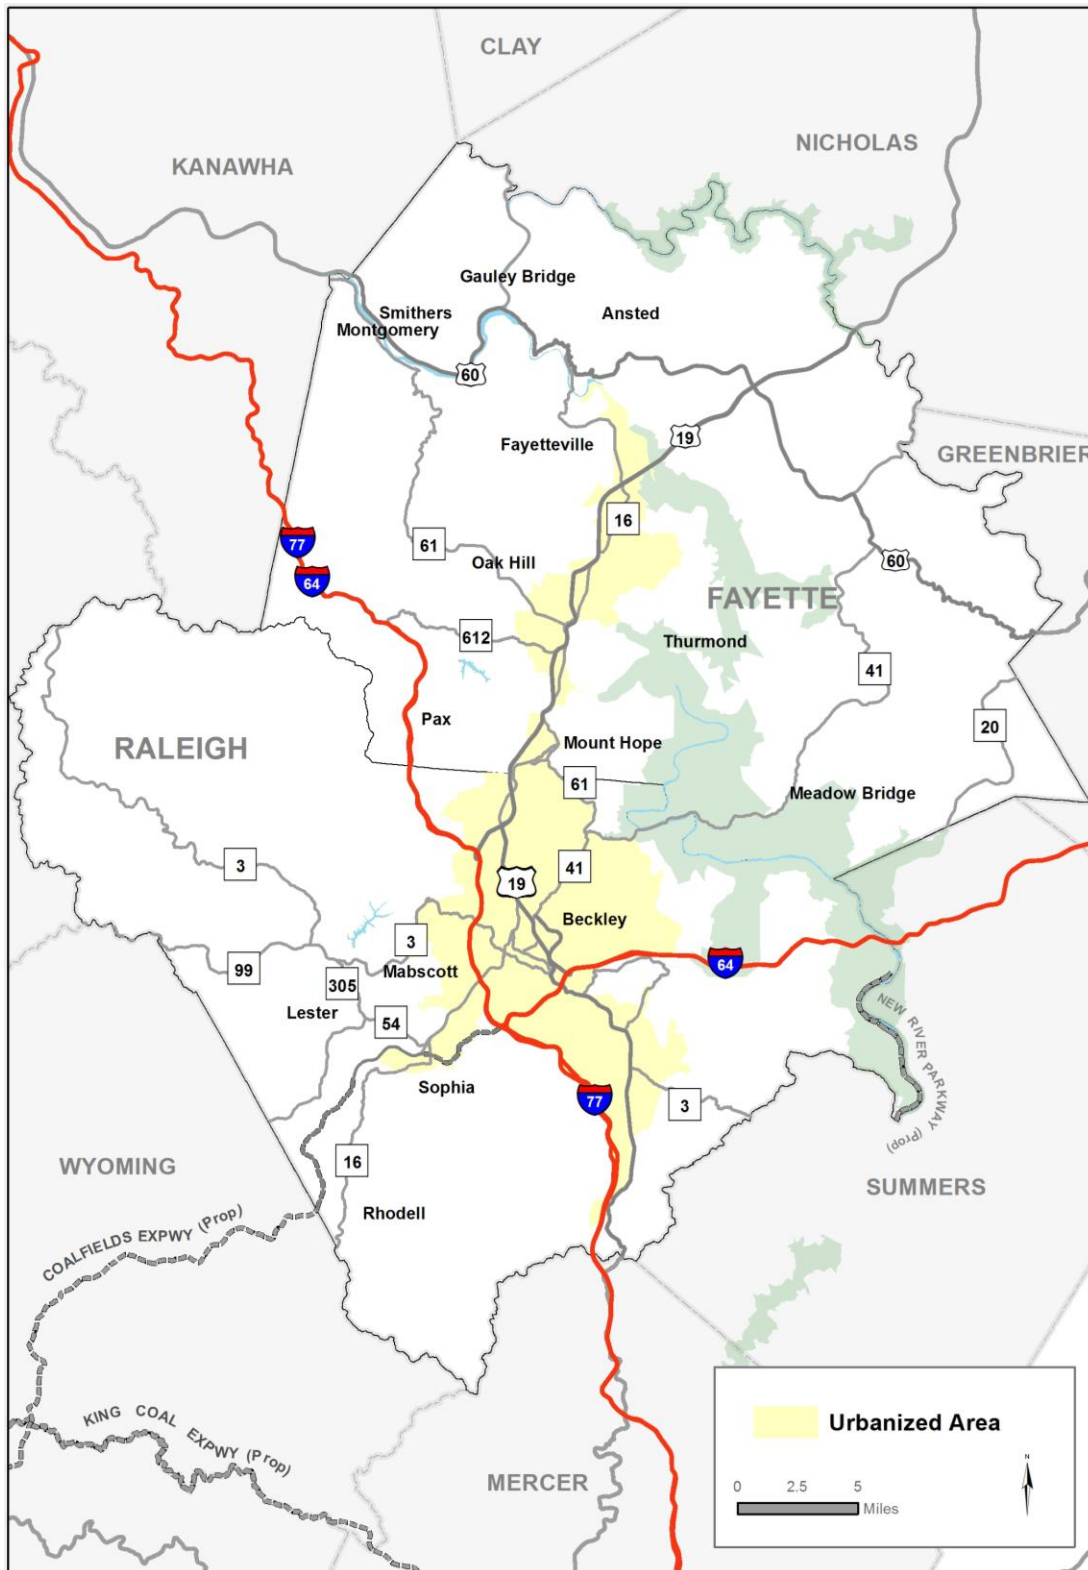 CLAY
NICHOLAS
KANAWHA
Gauley Bridge
Smithers
Ansted
Montgomery
60
19
Fayetteville
GREENBRIER
16
77
61
Oak Hill
60
64
FAYETTE
612
Thurmond
41
Pax
20
RALEIGH
Mount Hope
61
Meadow Bridge
3
41
19
Beckley
3
99
Mabscott
64
305
Lester
54
NEW RIVER PARKWAY (Prop)
Sophia
77
3
WYOMING
16
SUMMERS
Rhodell
COALFIELDS EXPWY (Prop)
KING COAL EXPWY (Prop)
MERCER
Urbanized Area
N
0 2.5 5
Miles